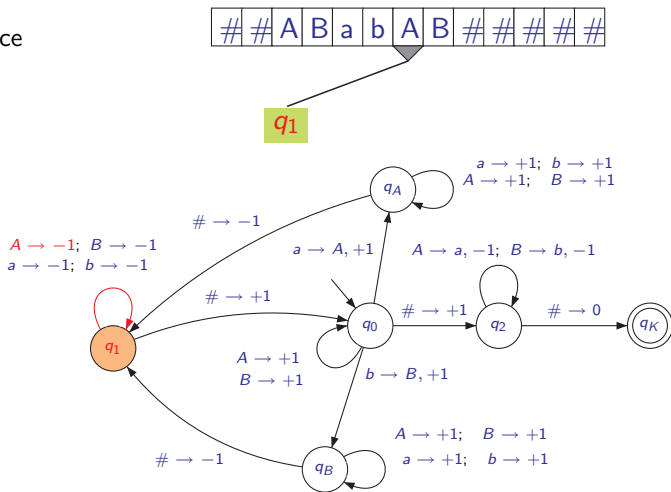 ce
# # A B a b A B # # # # #
q1
qA
a → +1; b → +1
A → +1; B → +1
# → −1
A → −1; B → −1
a → −1; b → −1
a → A, +1
A → a, −1; B → b, −1
# → +1
# → +1
# → 0
q1
q0
q2
qK
A → +1
B → +1
b → B, +1
A → +1; B → +1
a → +1; b → +1
# → −1
qB